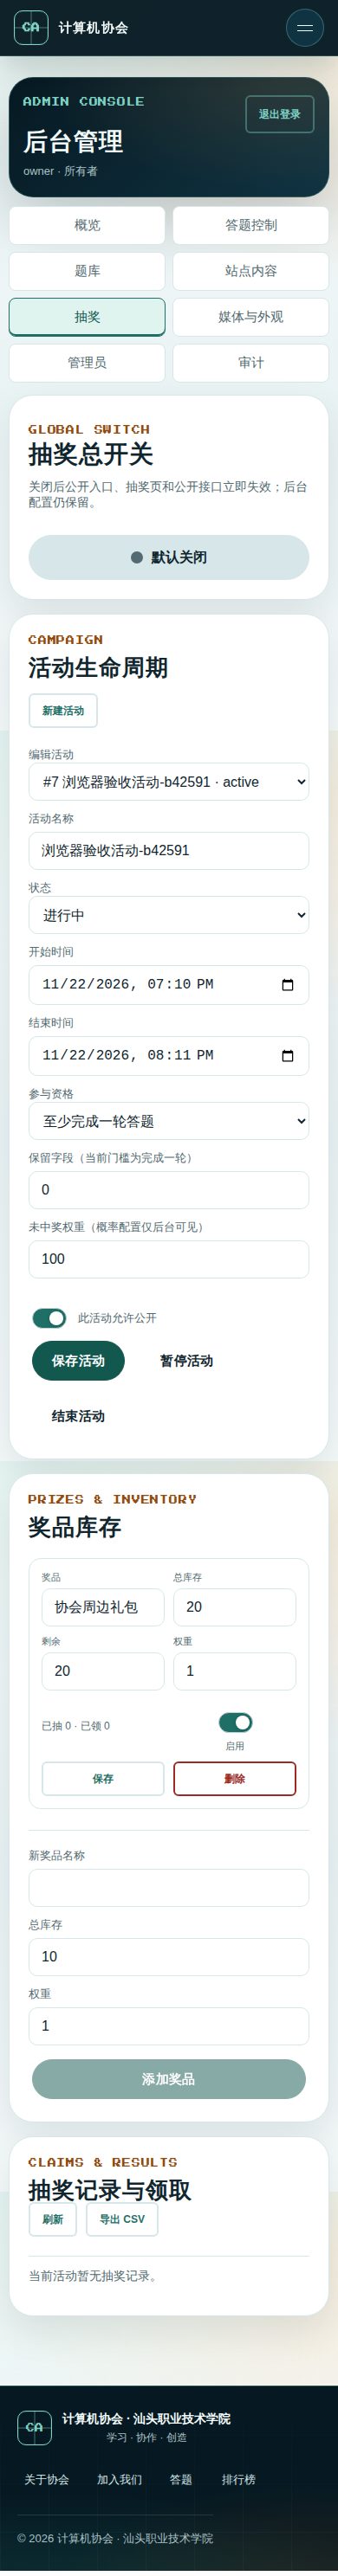 CA 计算机协会
ADMIN CONSOLE
后台管理
owner · 所有者
退出登录
概览 答题控制
题库 站点内容
抽奖 媒体与外观
管理员 审计
GLOBAL SWITCH
抽奖总开关
关闭后公开入口、抽奖页和公开接口立即失效；后台
配置仍保留。
默认关闭
CAMPAIGN
活动生命周期
新建活动
编辑活动
#7 浏览器验收活动-b42591 · active
活动名称
浏览器验收活动-b42591
状态
进行中
开始时间
11/22/2026, 07:10 PM
结束时间
11/22/2026, 08:11 PM
参与资格
至少完成一轮答题
保留字段（当前门槛为完成一轮）
0
未中奖权重（概率配置仅后台可见）
100
此活动允许公开
保存活动 暂停活动
结束活动
PRIZES & INVENTORY
奖品库存
奖品 总库存
协会周边礼包 20
剩余 权重
20 1
已抽 0 · 已领 0
启用
保存 删除
新奖品名称
总库存
10
权重
1
添加奖品
CLAIMS & RESULTS
抽奖记录与领取
刷新 导出 CSV
当前活动暂无抽奖记录。
CA 计算机协会 · 汕头职业技术学院
学习 · 协作 · 创造
关于协会 加入我们 答题 排行榜
© 2026 计算机协会 · 汕头职业技术学院